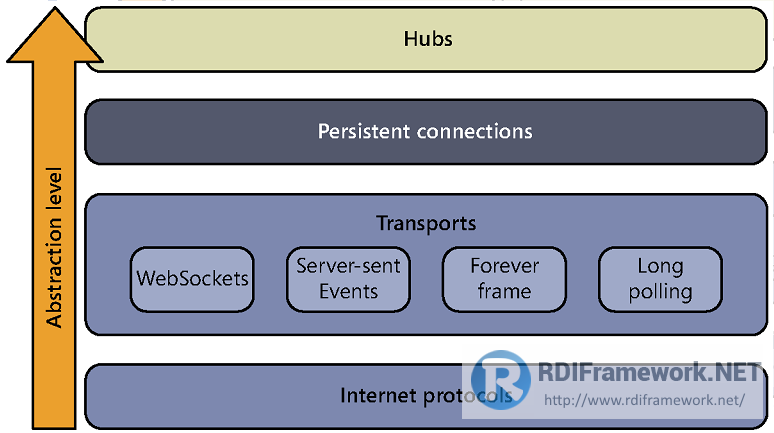 Hubs
Persistent connections
Abstraction level
Transports
WebSockets
Server-sent
Events
Forever
frame
Long
polling
Internet protocols
R
RDIFramework.NET
http://www.rdiframework.net/